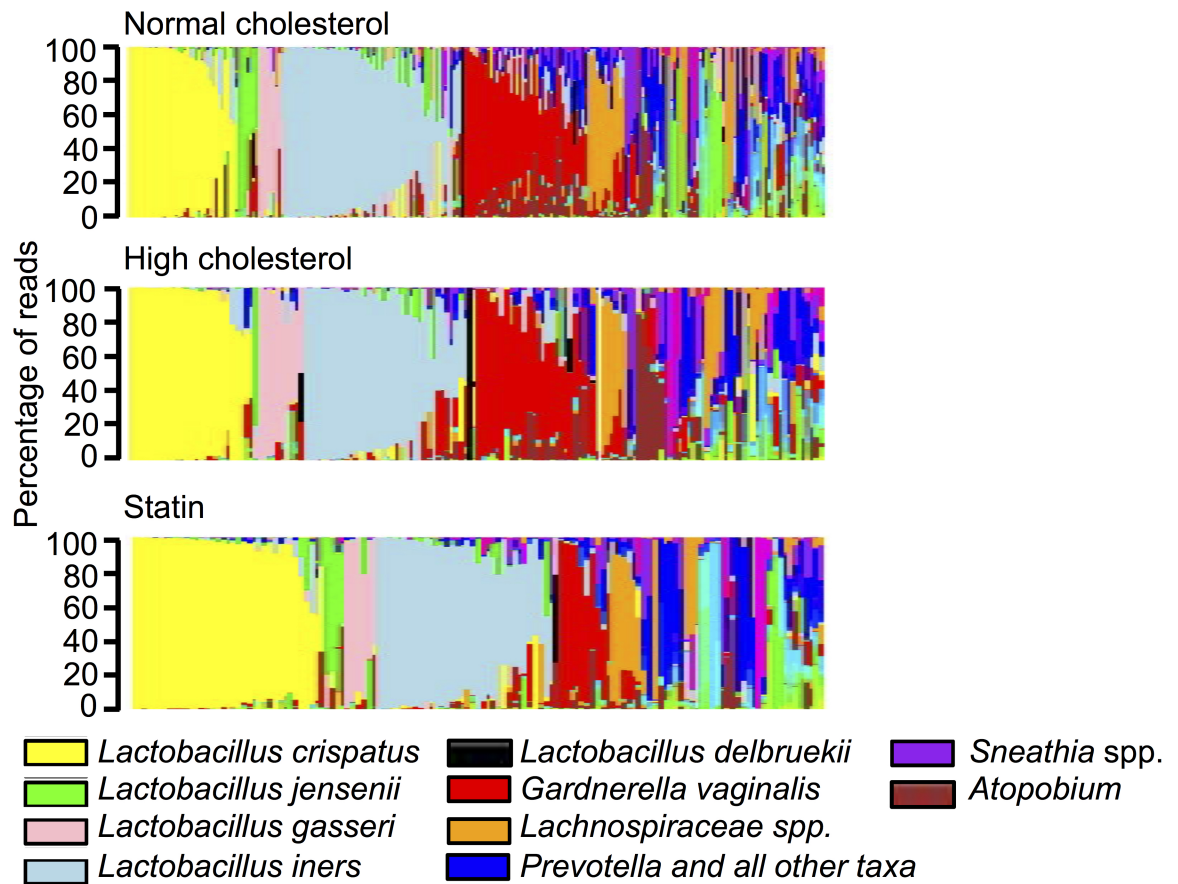 Normal cholesterol
100
80
60
40
20
0
High cholesterol
100
80
60
40
20
0
Percentage of reads
Statin
100
80
60
40
20
0
Lactobacillus crispatus
Lactobacillus delbruekii
Sneathia spp.
Lactobacillus jensenii
Gardnerella vaginalis
Atopobium
Lactobacillus gasseri
Lachnospiraceae spp.
Lactobacillus iners
Prevotella and all other taxa